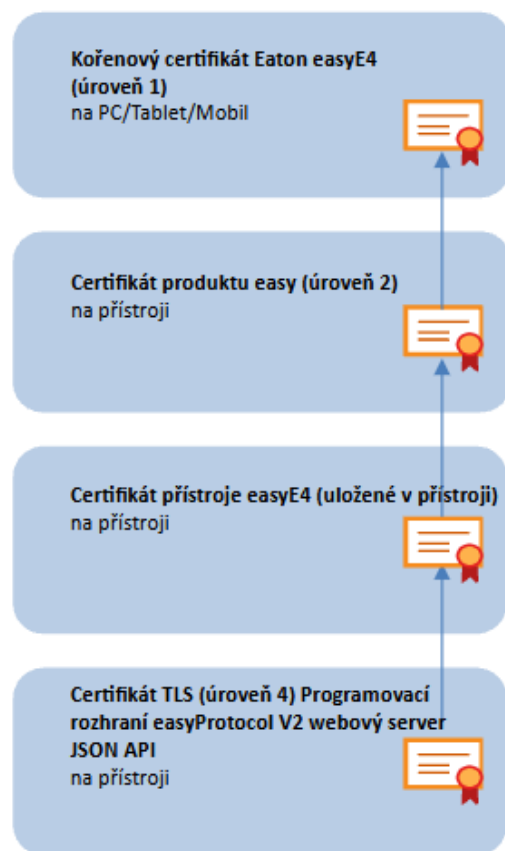 Kořenový certifikát Eaton easyE4
(úroveň 1)
na PC/Tablet/Mobil
Certifikát produktu easy (úroveň 2)
na přístroji
Certifikát přístroje easyE4 (uložené v přístroji)
na přístroji
Certifikát TLS (úroveň 4) Programovací
rozhraní easyProtocol V2 webový server
JSON API
na přístroji